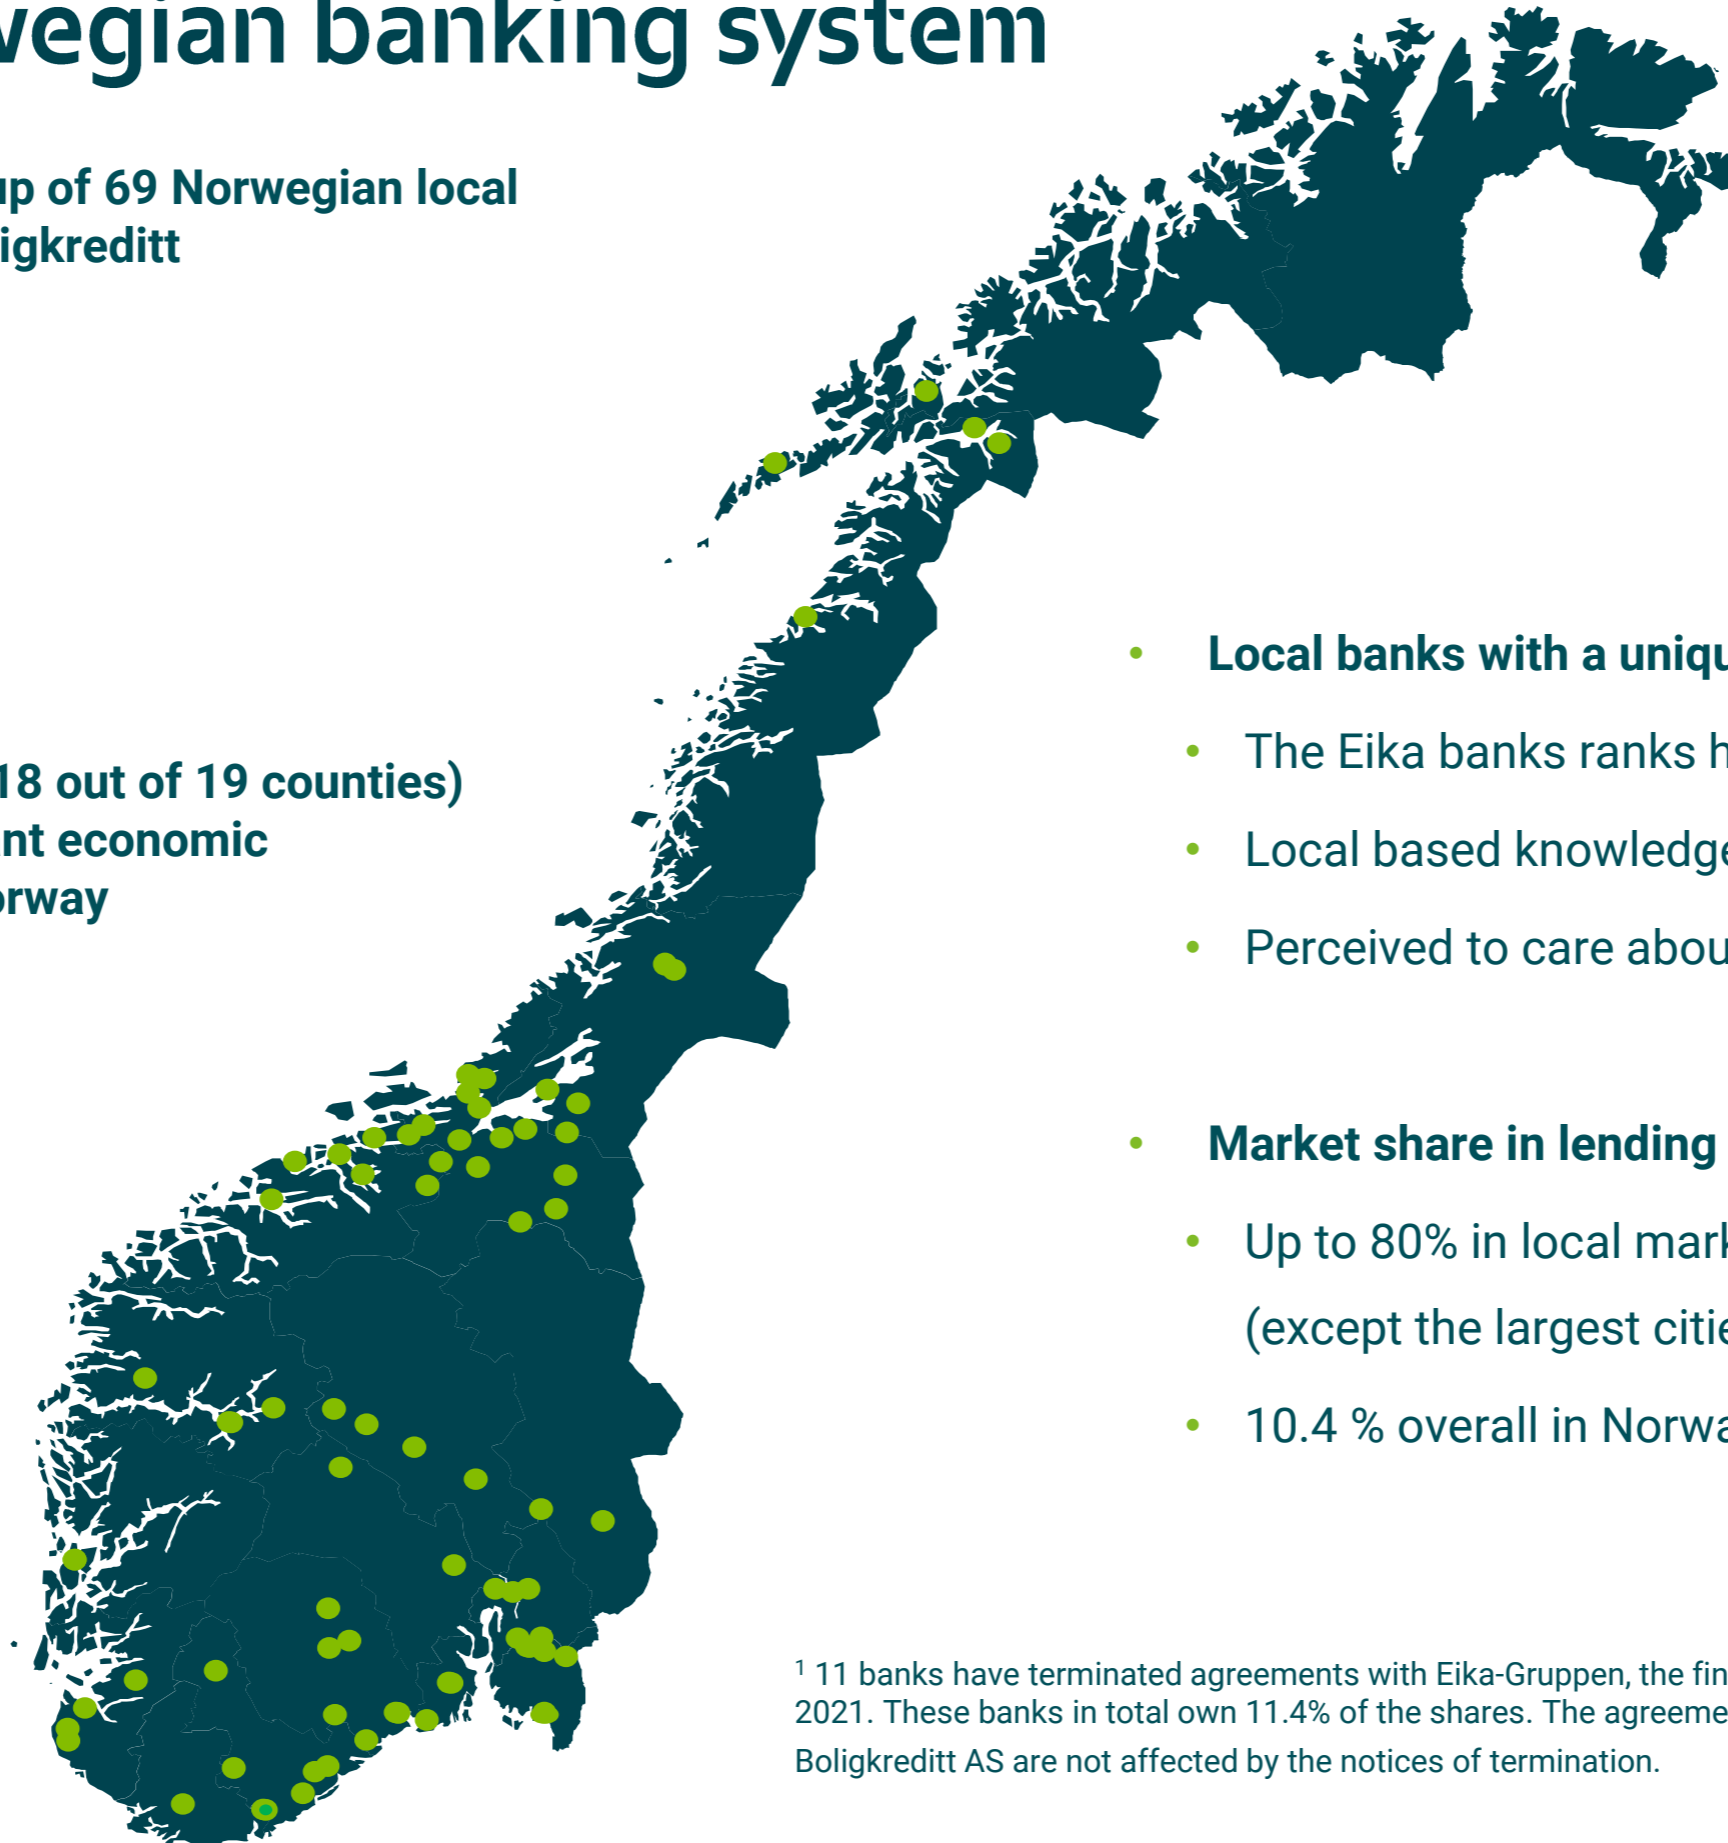 wegian banking system
up of 69 Norwegian local
igkreditt
18 out of 19 counties)
nt economic
orway
• Local banks with a uniqu
• The Eika banks ranks h
• Local based knowledge
• Perceived to care abou
• Market share in lending
• Up to 80% in local mark
(except the largest citie
• 10.4 % overall in Norwa
¹ 11 banks have terminated agreements with Eika-Gruppen, the fin
2021. These banks in total own 11.4% of the shares. The agreeme
Boligkreditt AS are not affected by the notices of termination.